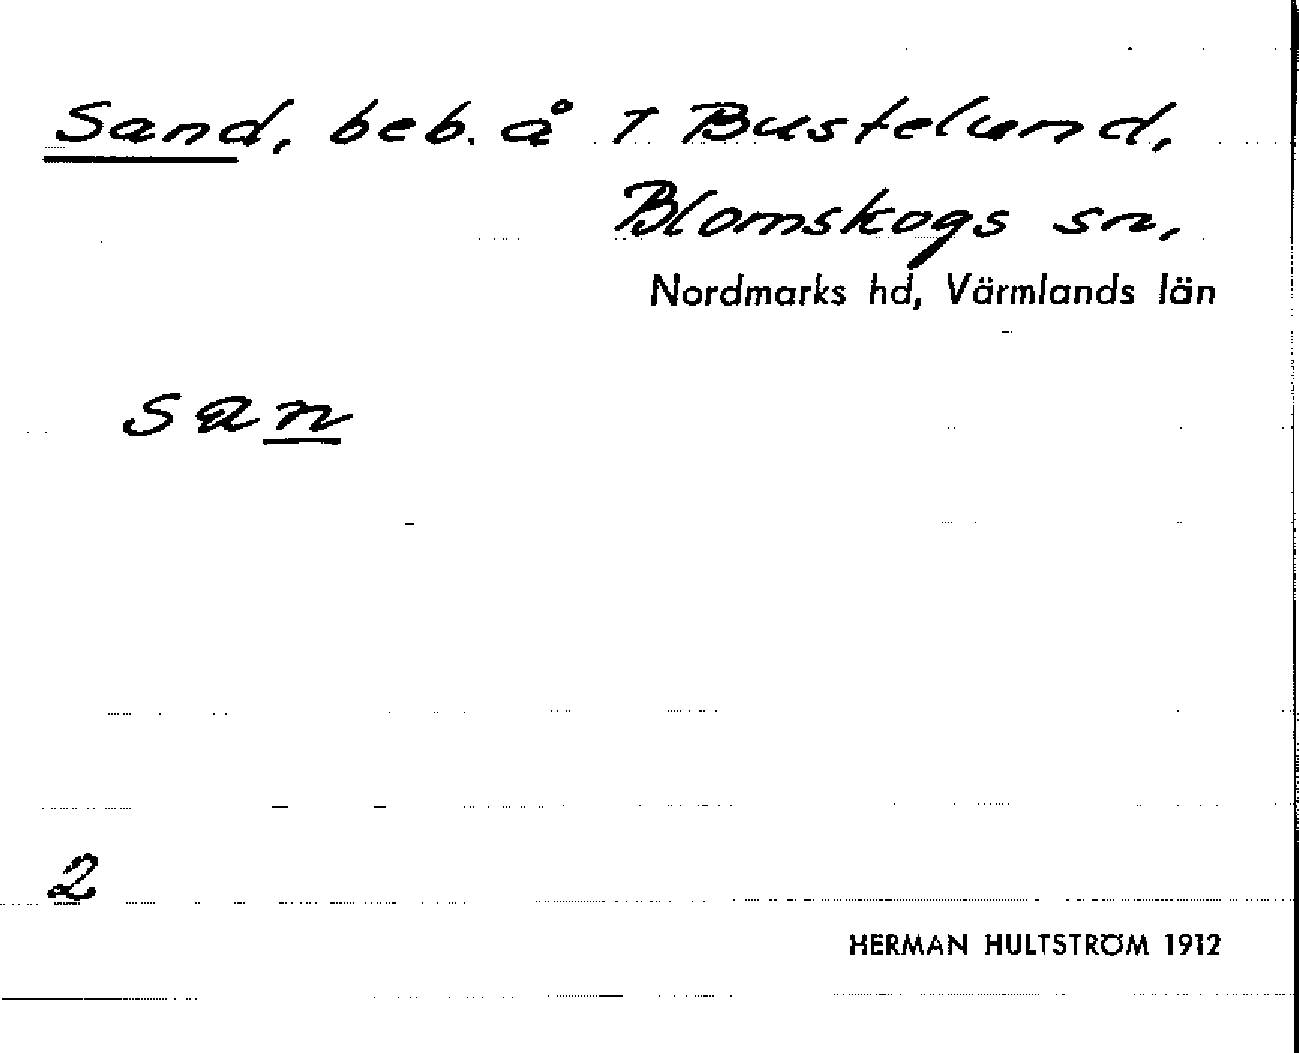 Sand, beb. å 1 Bustelund,
Blomskogs sn,
Nordmarks hd, Värmlands län
san
2
HERMAN HULTSTRÖM 1912